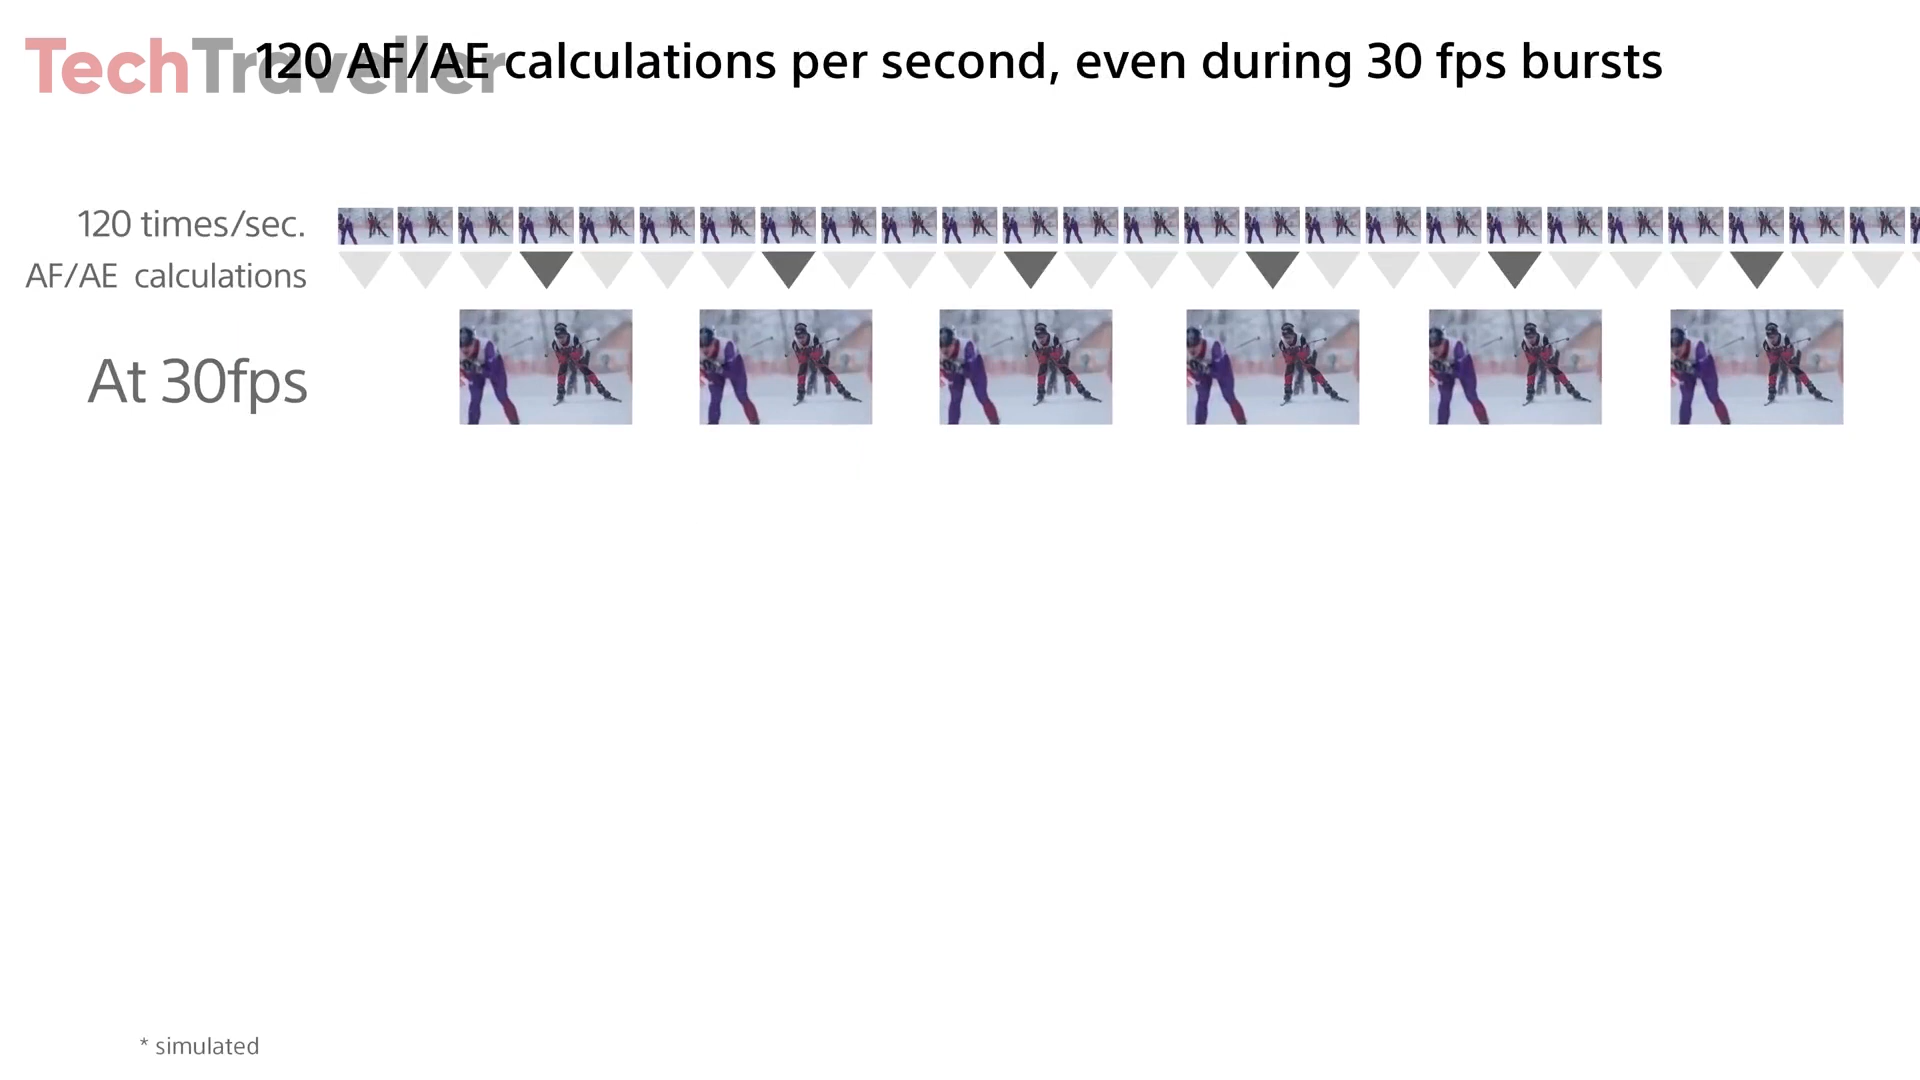 TechTraveller
120 AF/AE calculations per second, even during 30 fps bursts
120 times/sec.
AF/AE calculations
At 30fps
* simulated